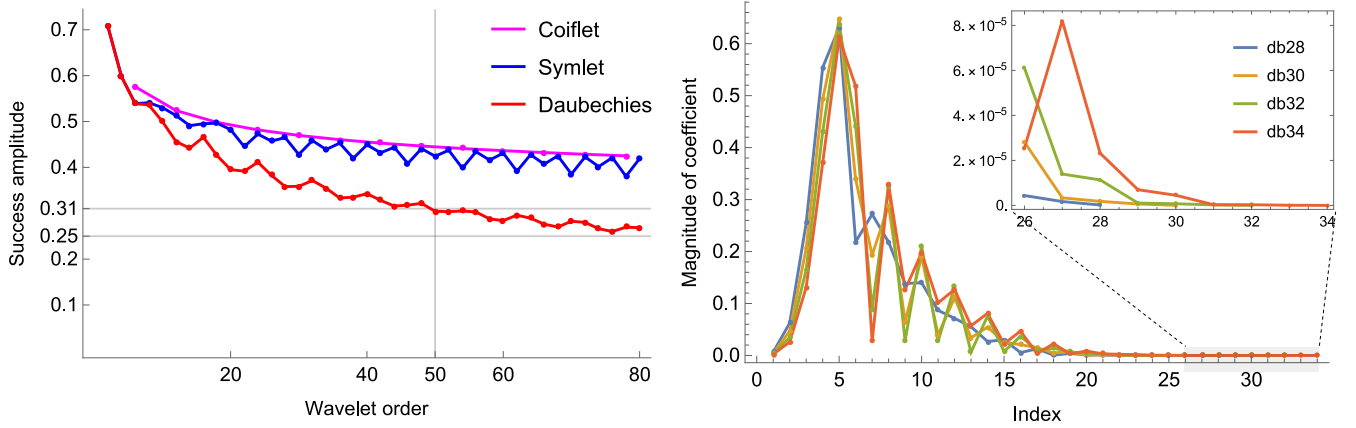 0.7
0.6
0.5
0.4
0.31
0.25
0.2
0.1
Success amplitude
Coiflet
Symlet
Daubechies
20
40
50
60
80
Wavelet order
0.6
0.5
0.4
0.3
0.2
0.1
0.0
Magnitude of coefficient
0
5
10
15
20
25
30
Index
8. × 10-5
6. × 10-5
4. × 10-5
2. × 10-5
0.
26
28
30
32
34
db28
db30
db32
db34